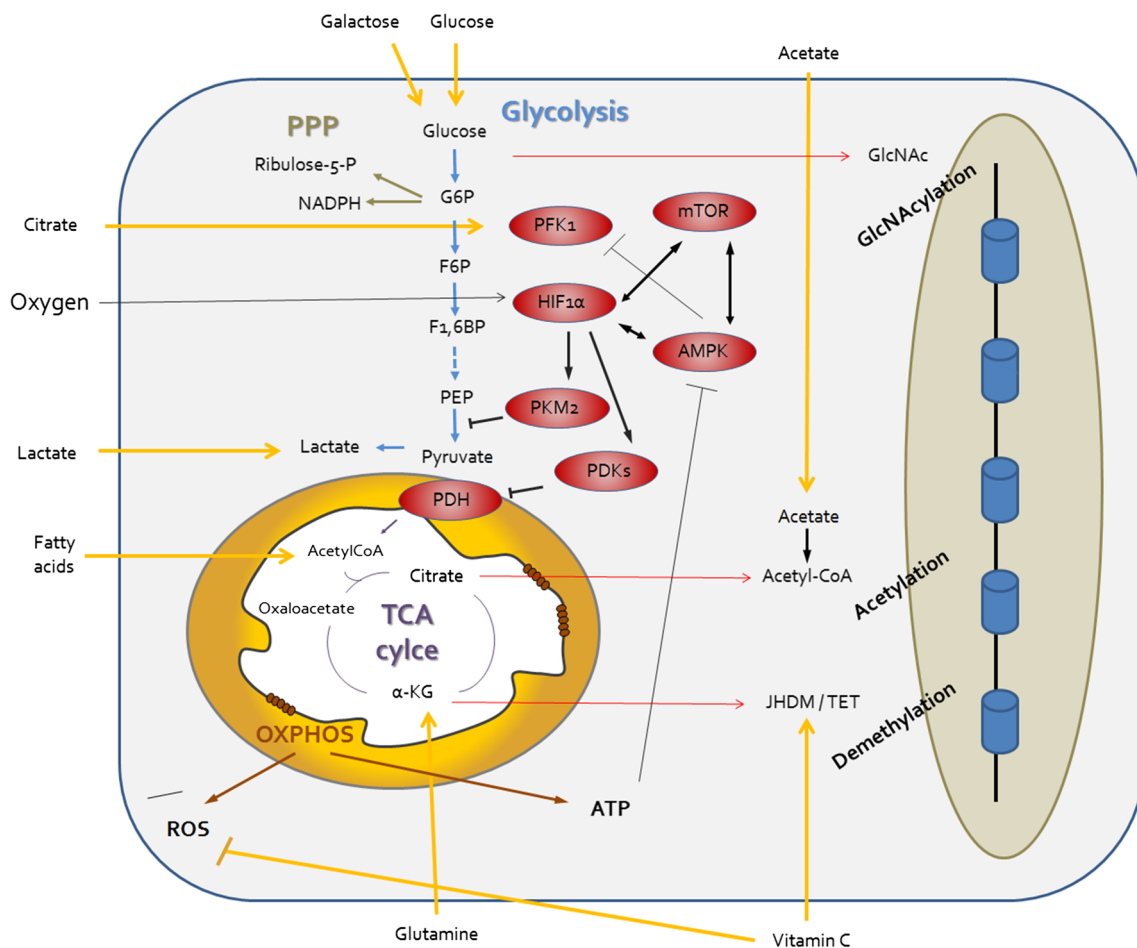 Galactose
Glucose
Acetate
PPP
Glycolysis
Glucose
Ribulose-5-P
GlcNAc
NADPH
G6P
GlcNAcylation
Citrate
PFK1
mTOR
F6P
Oxygen
HIF1α
F1,6BP
AMPK
PEP
PKM2
Lactate
Lactate
Pyruvate
PDKs
PDH
Acetate
Fatty
acids
AcetylCoA
Citrate
Acetyl-CoA
Acetylation
Oxaloacetate
TCA
cylce
α-KG
JHDM / TET
Demethylation
OXPHOS
ATP
ROS
Glutamine
Vitamin C